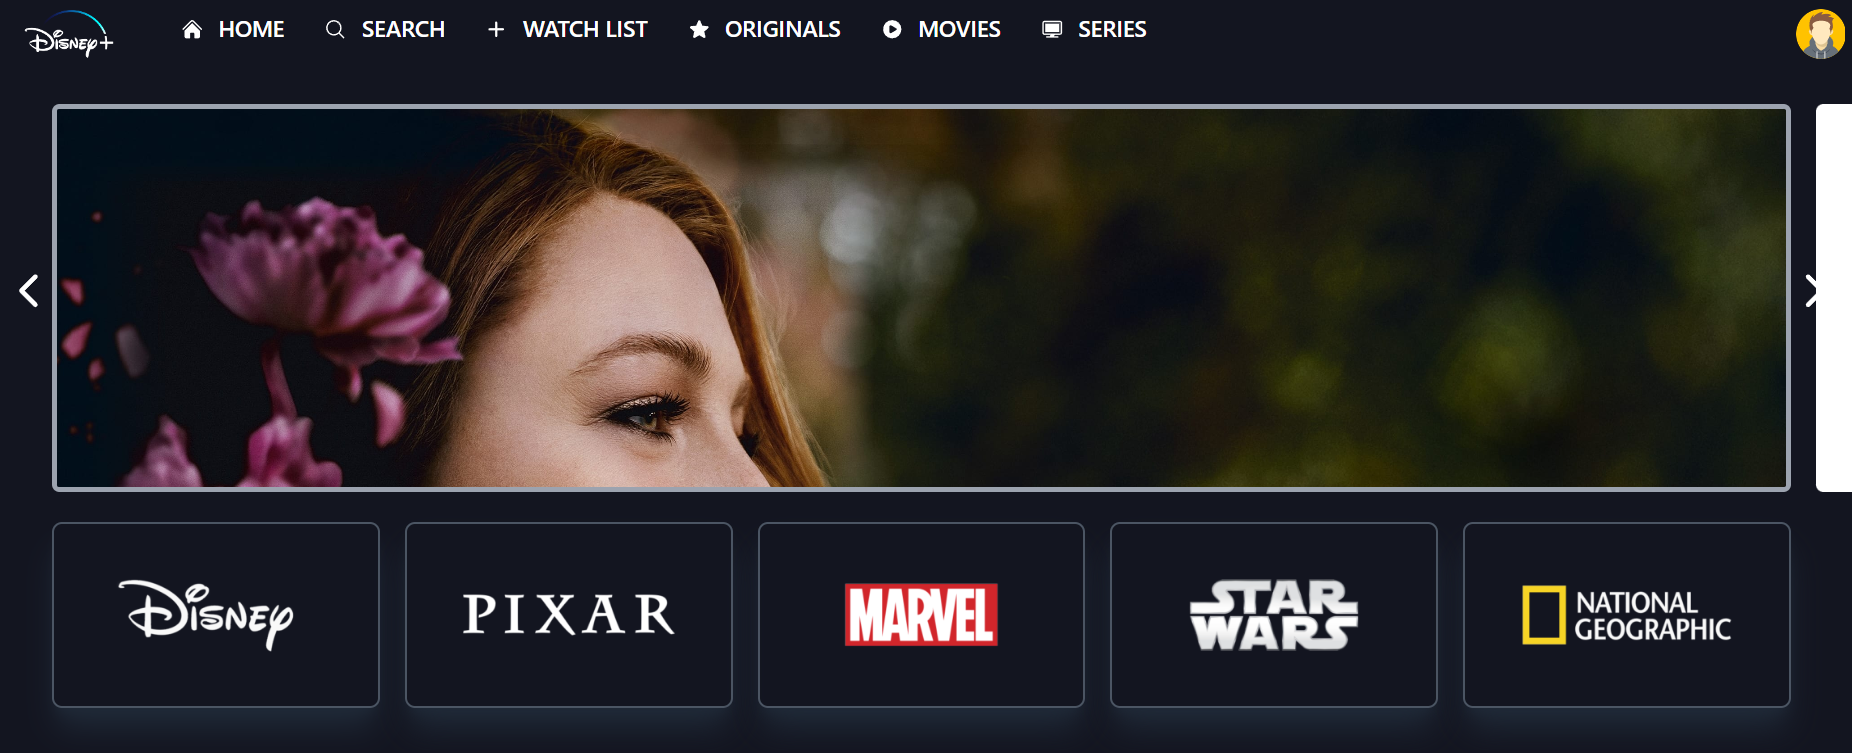 Disney+
HOME
SEARCH
WATCH LIST
ORIGINALS
MOVIES
SERIES
Disney
PIXAR
MARVEL
STAR
WARS
NATIONAL
GEOGRAPHIC